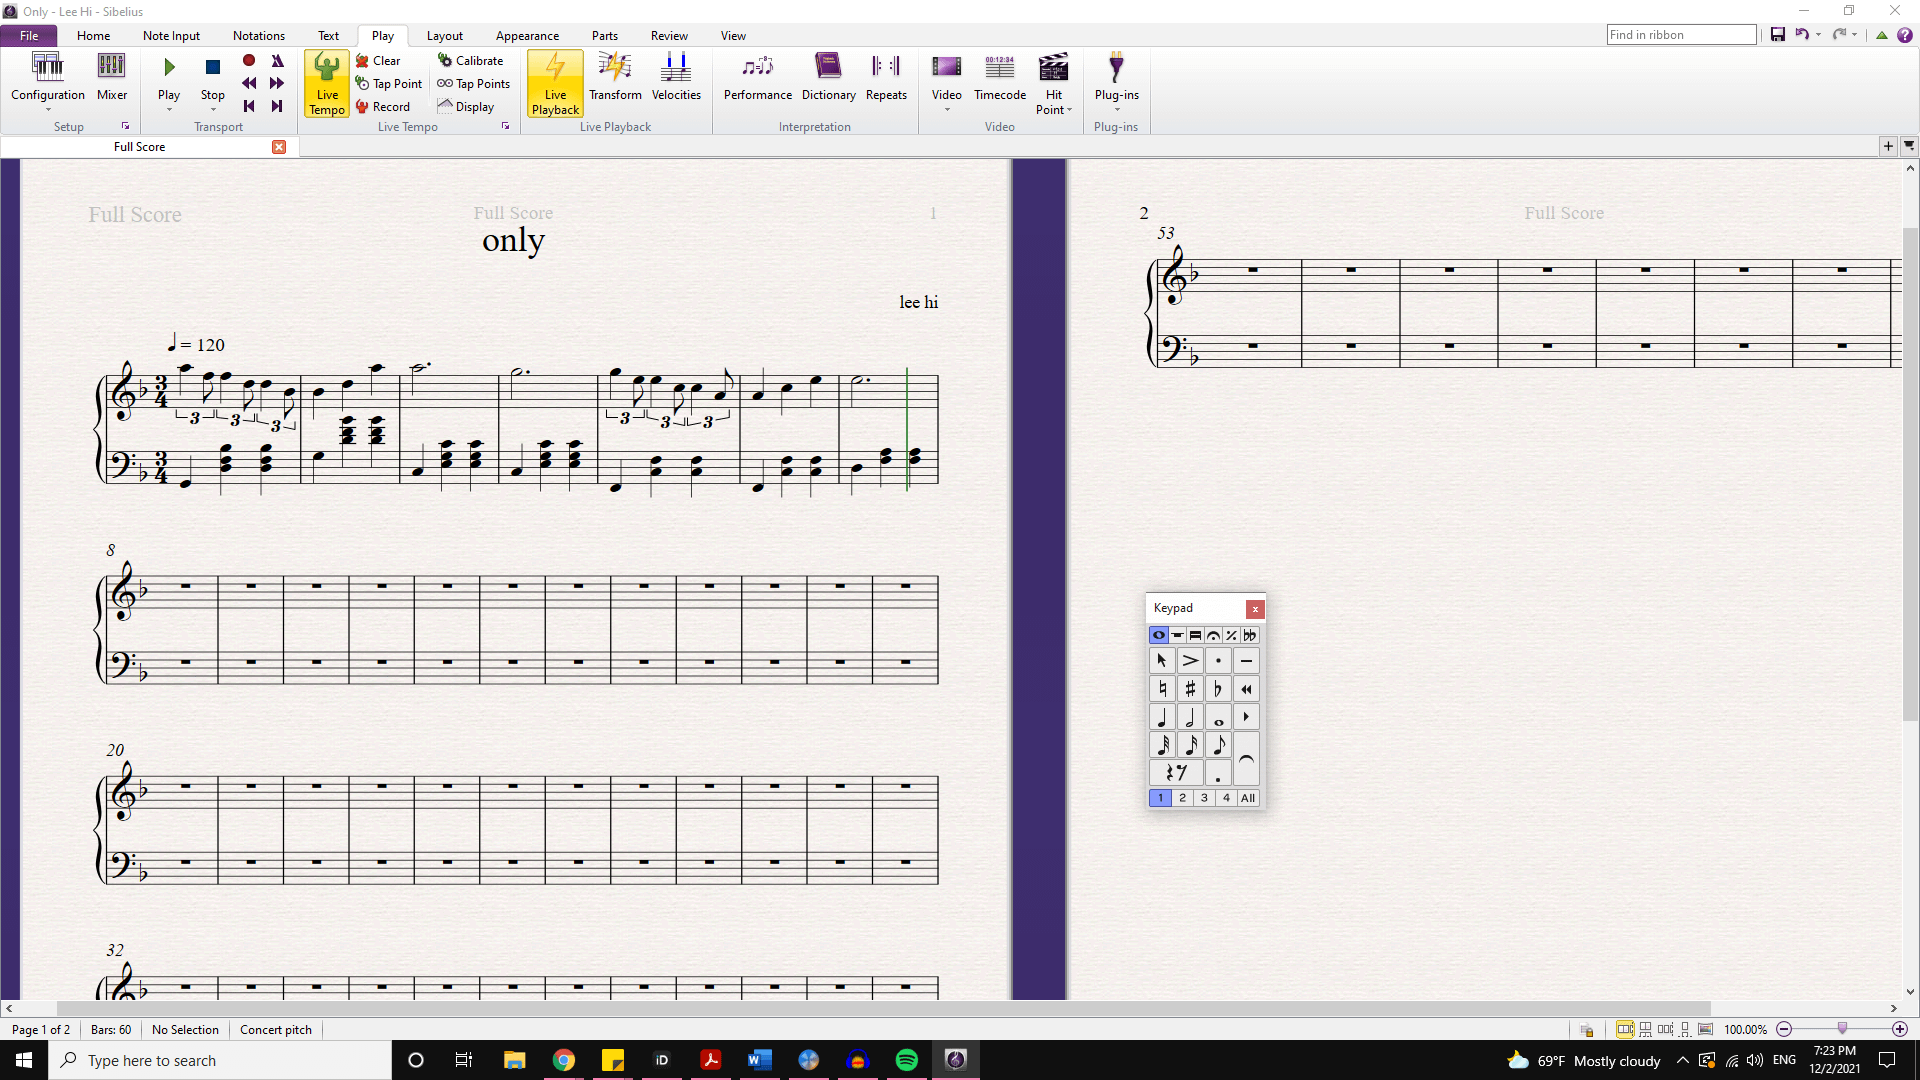 Only - Lee Hi - Sibelius
File Home Note Input Notations Text Play Layout Appearance Parts Review View Find in ribbon
Configuration Mixer Play Stop Live Tempo Clear Tap Point Record Calibrate Tap Points Display Live Playback Transform Velocities Performance Dictionary Repeats Video 00:12:34 Timecode Hit Point Plug-ins
Setup Transport Live Tempo Live Playback Interpretation Video Plug-ins
Full Score
Full Score Full Score 1
only
lee hi
= 120
3 4
3 3 3 3 3 3
3 4
8
20
32
2 Full Score
53
Keypad
1 2 3 4 All
Page 1 of 2 Bars: 60 No Selection Concert pitch 100.00%
Type here to search iD 69°F Mostly cloudy ENG 7:23 PM
12/2/2021